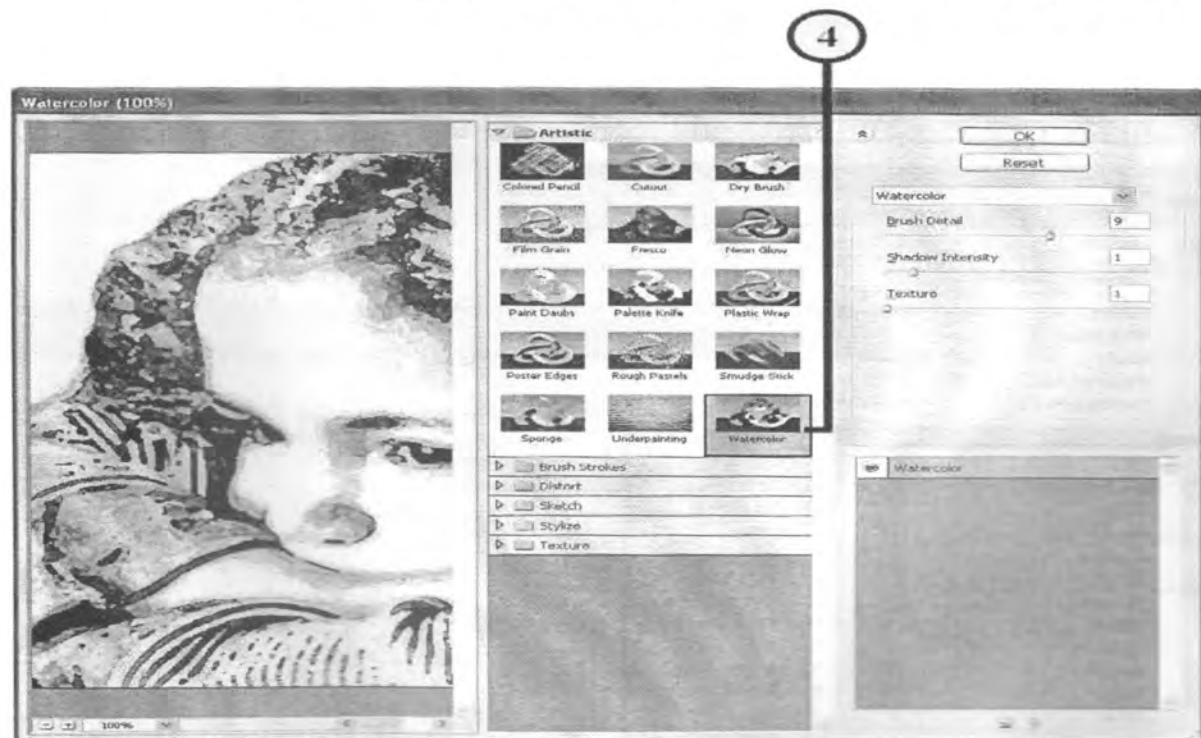 4
Watercolor (100%)
Artistic
Colored Pencil Cutout Dry Brush
Film Grain Fresco Neon Glow
Paint Daubs Palette Knife Plastic Wrap
Poster Edges Rough Pastels Smudge Stick
Sponge Underpainting Watercolor
Brush Strokes
Distort
Sketch
Stylize
Texture
100%
OK
Reset
Watercolor
Brush Detail 9
Shadow Intensity 1
Texture 1
Watercolor